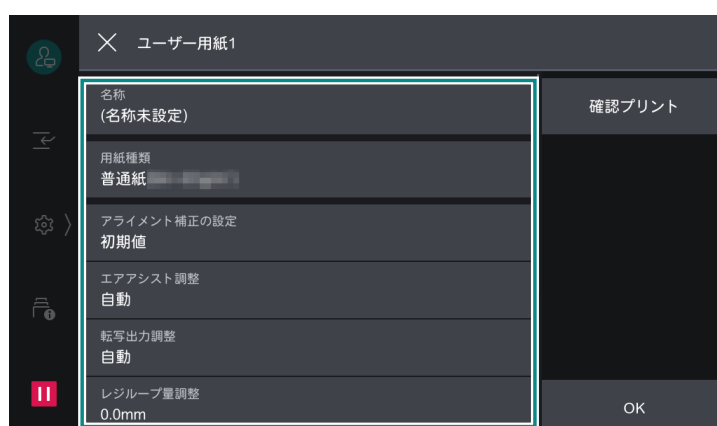 ユーザー用紙1
名称
(名称未設定)
用紙種類
普通紙
アライメント補正の設定
初期値
エアアシスト調整
自動
転写出力調整
自動
レジループ量調整
0.0mm
確認プリント
OK